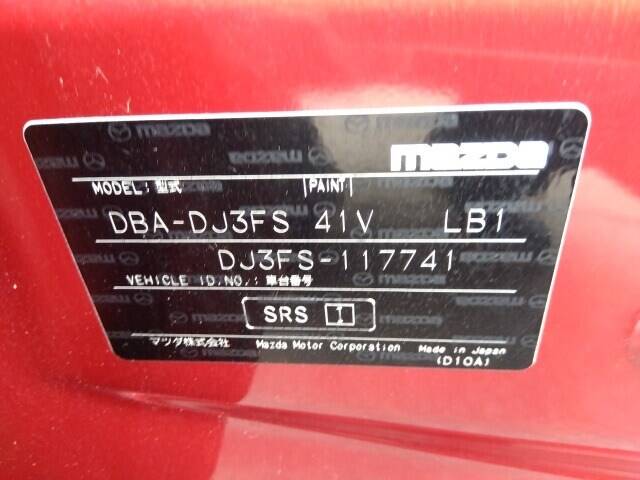 mazda
MODEL:型式 PAINT
DBA-DJ3FS 41V LB1
DJ3FS-117741
VEHICLE ID.NO.:車台番号
SRS I
マツダ株式会社 Mazda Motor Corporation Made in Japan
(D10A)